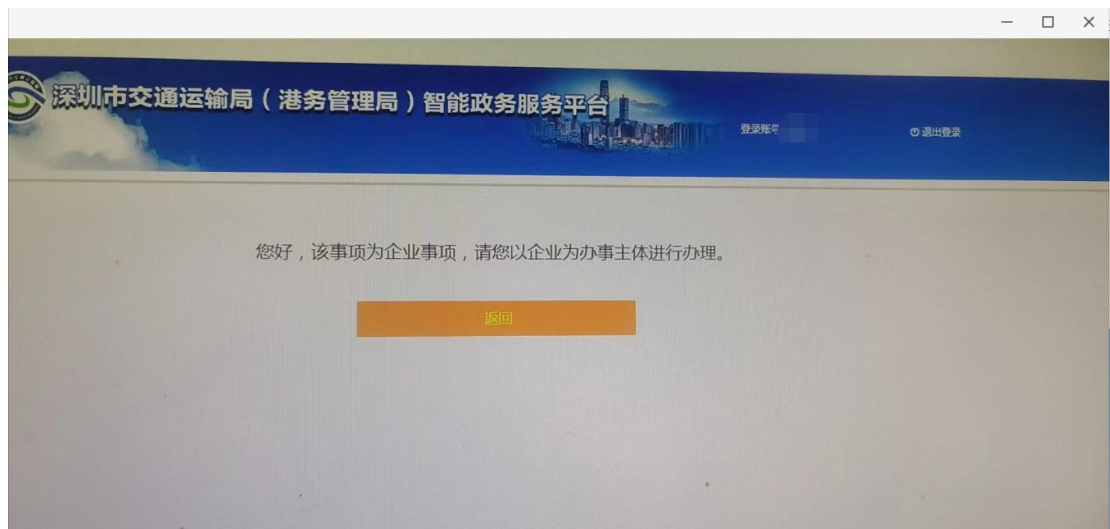 深圳市交通运输局（港务管理局）智能政务服务平台
登录账号
退出登录
您好，该事项为企业事项，请您以企业为办事主体进行办理。
返回